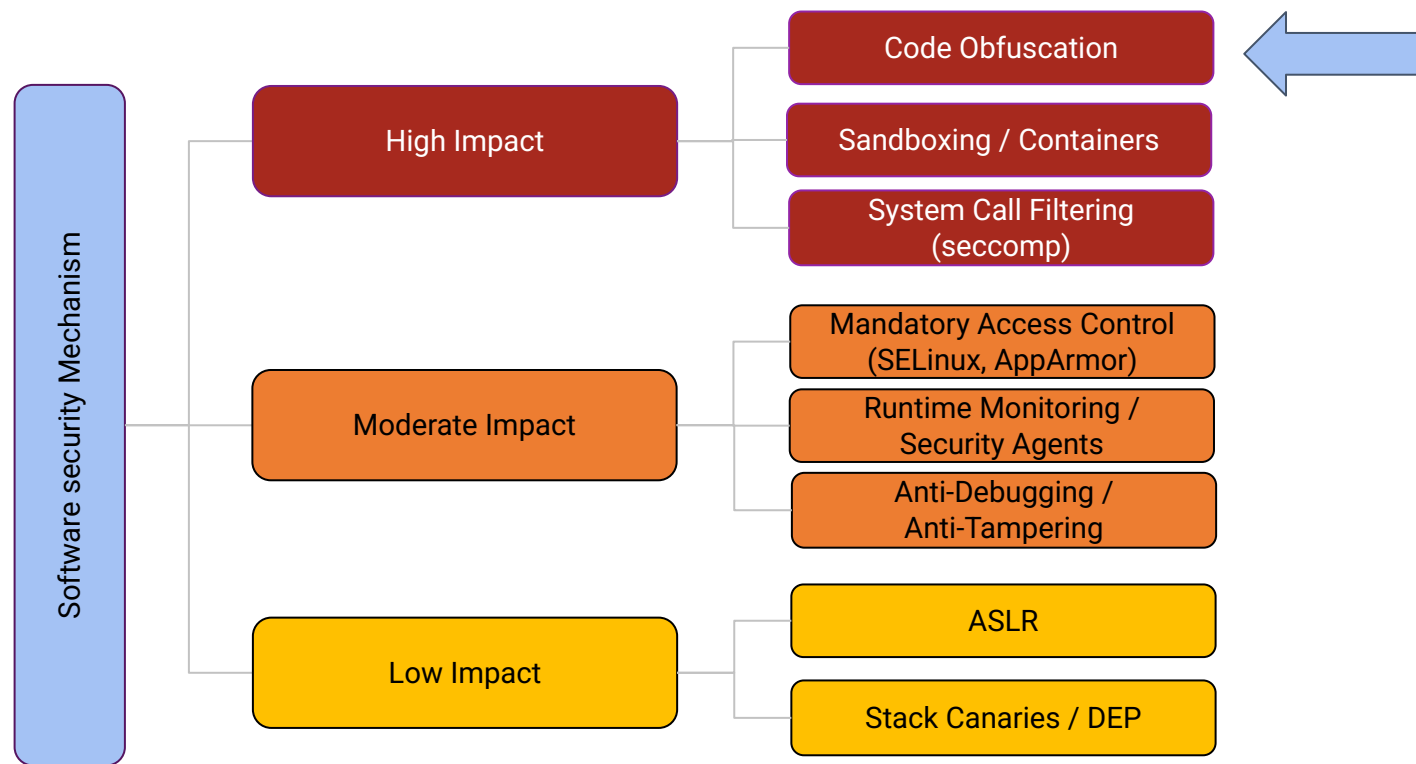 Software security Mechanism
High Impact
Code Obfuscation
Sandboxing / Containers
System Call Filtering
(seccomp)
Moderate Impact
Mandatory Access Control
(SELinux, AppArmor)
Runtime Monitoring /
Security Agents
Anti-Debugging /
Anti-Tampering
Low Impact
ASLR
Stack Canaries / DEP